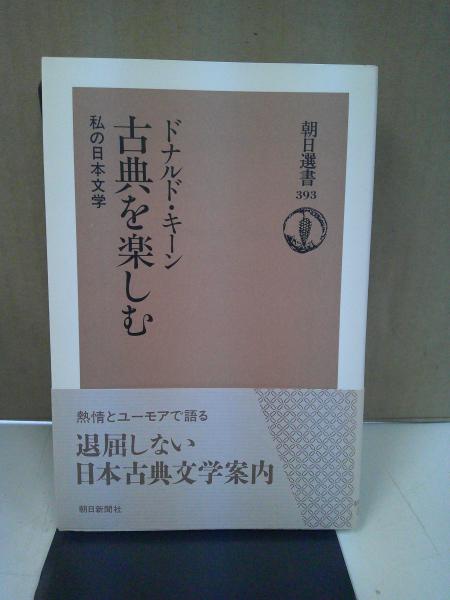 朝日選書
393
ドナルド・キーン
古典を楽しむ
私の日本文学
熱情とユーモアで語る
退屈しない
日本古典文学案内
朝日新聞社